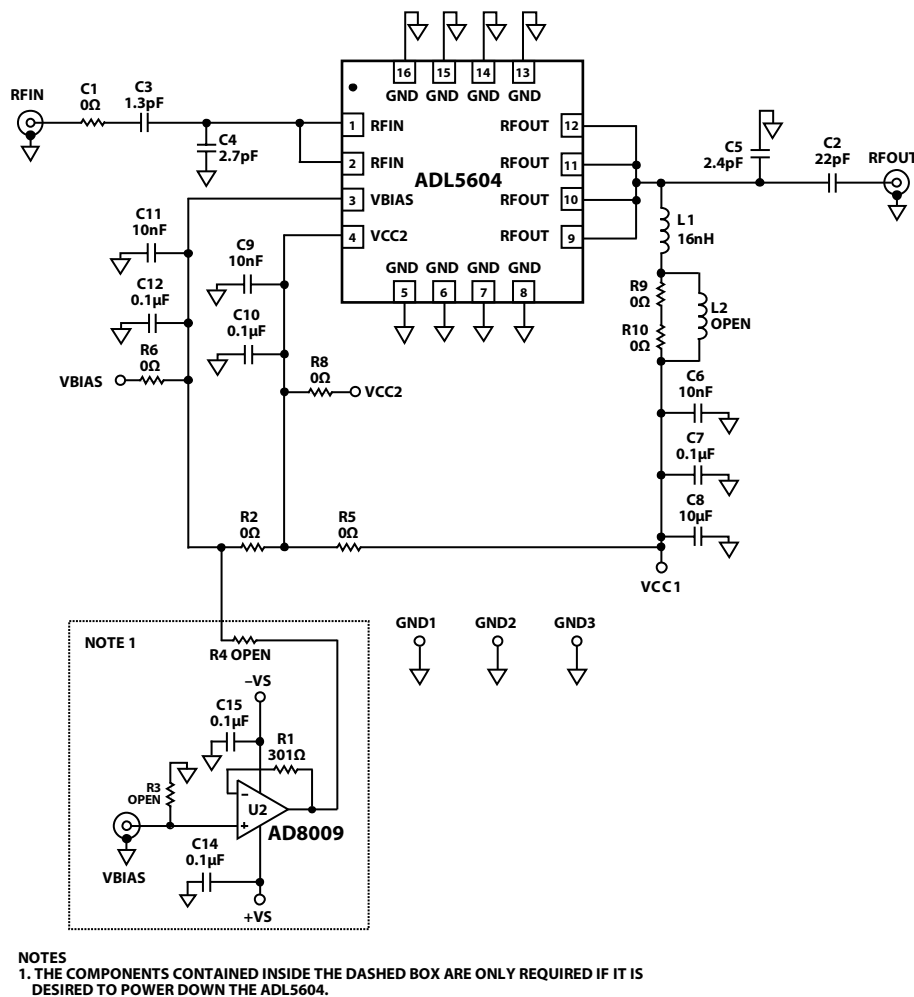 16
15
14
13
GND
GND
GND
GND
RFIN
C1
0Ω
C3
1.3pF
C4
2.7pF
1
RFIN
2
RFIN
3
VBIAS
4
VCC2
ADL5604
RFOUT
12
RFOUT
11
RFOUT
10
RFOUT
9
GND
GND
GND
GND
5
6
7
8
C5
2.4pF
C2
22pF
RFOUT
L1
16nH
R9
0Ω
R10
0Ω
L2
OPEN
C11
10nF
C12
0.1µF
R6
0Ω
VBIAS
C9
10nF
C10
0.1µF
R8
0Ω
VCC2
C6
10nF
C7
0.1µF
C8
10µF
R2
0Ω
R5
0Ω
VCC1
GND1
GND2
GND3
NOTE 1
R4 OPEN
–VS
C15
0.1µF
R1
301Ω
R3
OPEN
–
U2
+
AD8009
VBIAS
C14
0.1µF
+VS
NOTES
1. THE COMPONENTS CONTAINED INSIDE THE DASHED BOX ARE ONLY REQUIRED IF IT IS
DESIRED TO POWER DOWN THE ADL5604.